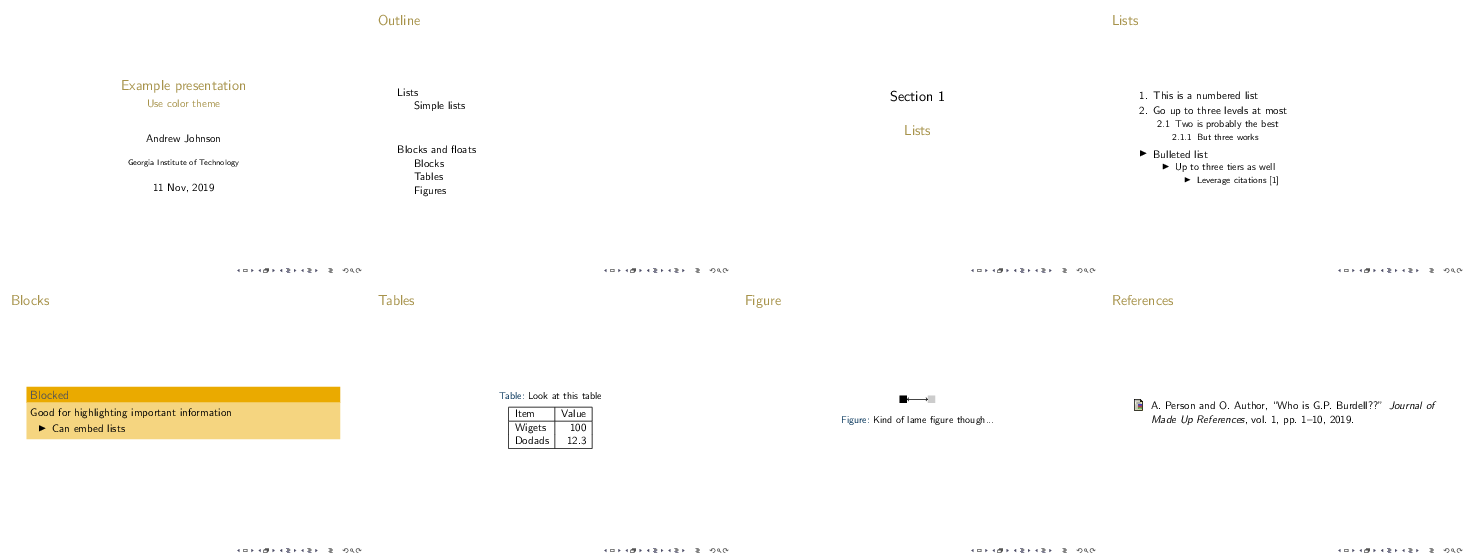 Example presentation
Use color theme
Andrew Johnson
Georgia Institute of Technology
11 Nov, 2019
Outline
Lists
Simple lists
Blocks and floats
Blocks
Tables
Figures
Section 1
Lists
Lists
1. This is a numbered list
2. Go up to three levels at most
2.1 Two is probably the best
2.1.1 But three works
▶ Bulleted list
▶ Up to three tiers as well
▶ Leverage citations [1]
Blocks
Blocked
Good for highlighting important information
▶ Can embed lists
Tables
Table: Look at this table
Item Value
Wigets 100
Dodads 12.3
Figure
Figure: Kind of lame figure though...
References
A. Person and O. Author, “Who is G.P. Burdell??” Journal of
Made Up References, vol. 1, pp. 1–10, 2019.